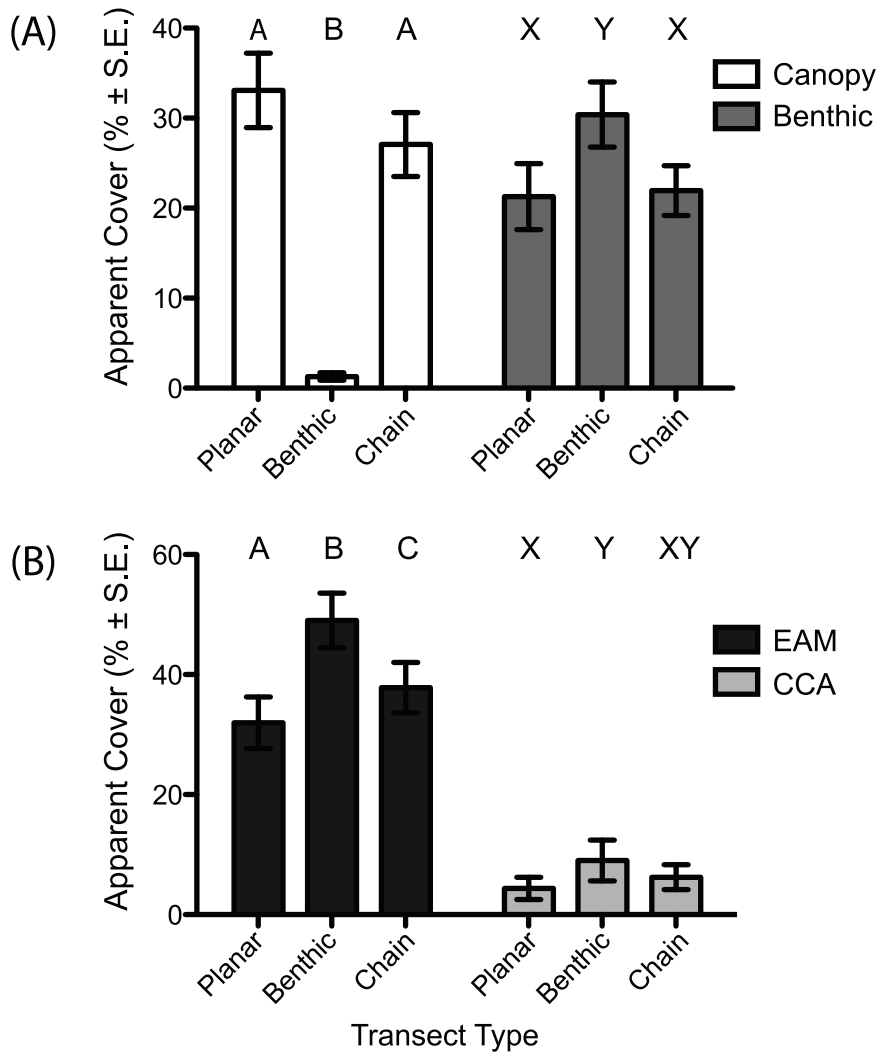 (A)
Apparent Cover (% ± S.E.)
40
30
20
10
0
A B A X Y X
Canopy
Benthic
Planar Benthic Chain Planar Benthic Chain
(B)
Apparent Cover (% ± S.E.)
60
40
20
0
A B C X Y XY
EAM
CCA
Planar Benthic Chain Planar Benthic Chain
Transect Type